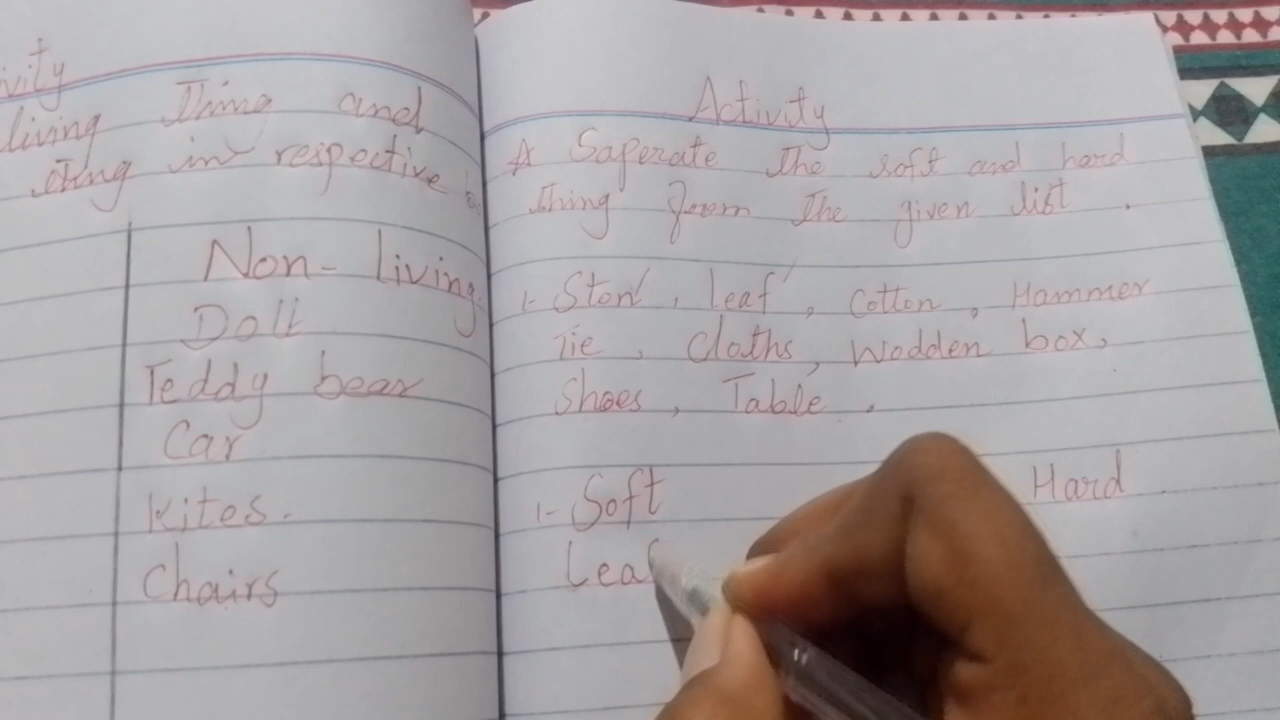 living Thing and
thing in respective
Non-living
Doll
Teddy bear
Car
Kites.
Chairs
Activity
Saperate The soft and hard
Thing from The given list.
1- Ston', leaf', Cotton, Hammer
Tie, Cloths, Wodden box,
Shoes, Table.
1- Soft Hard
Leaf